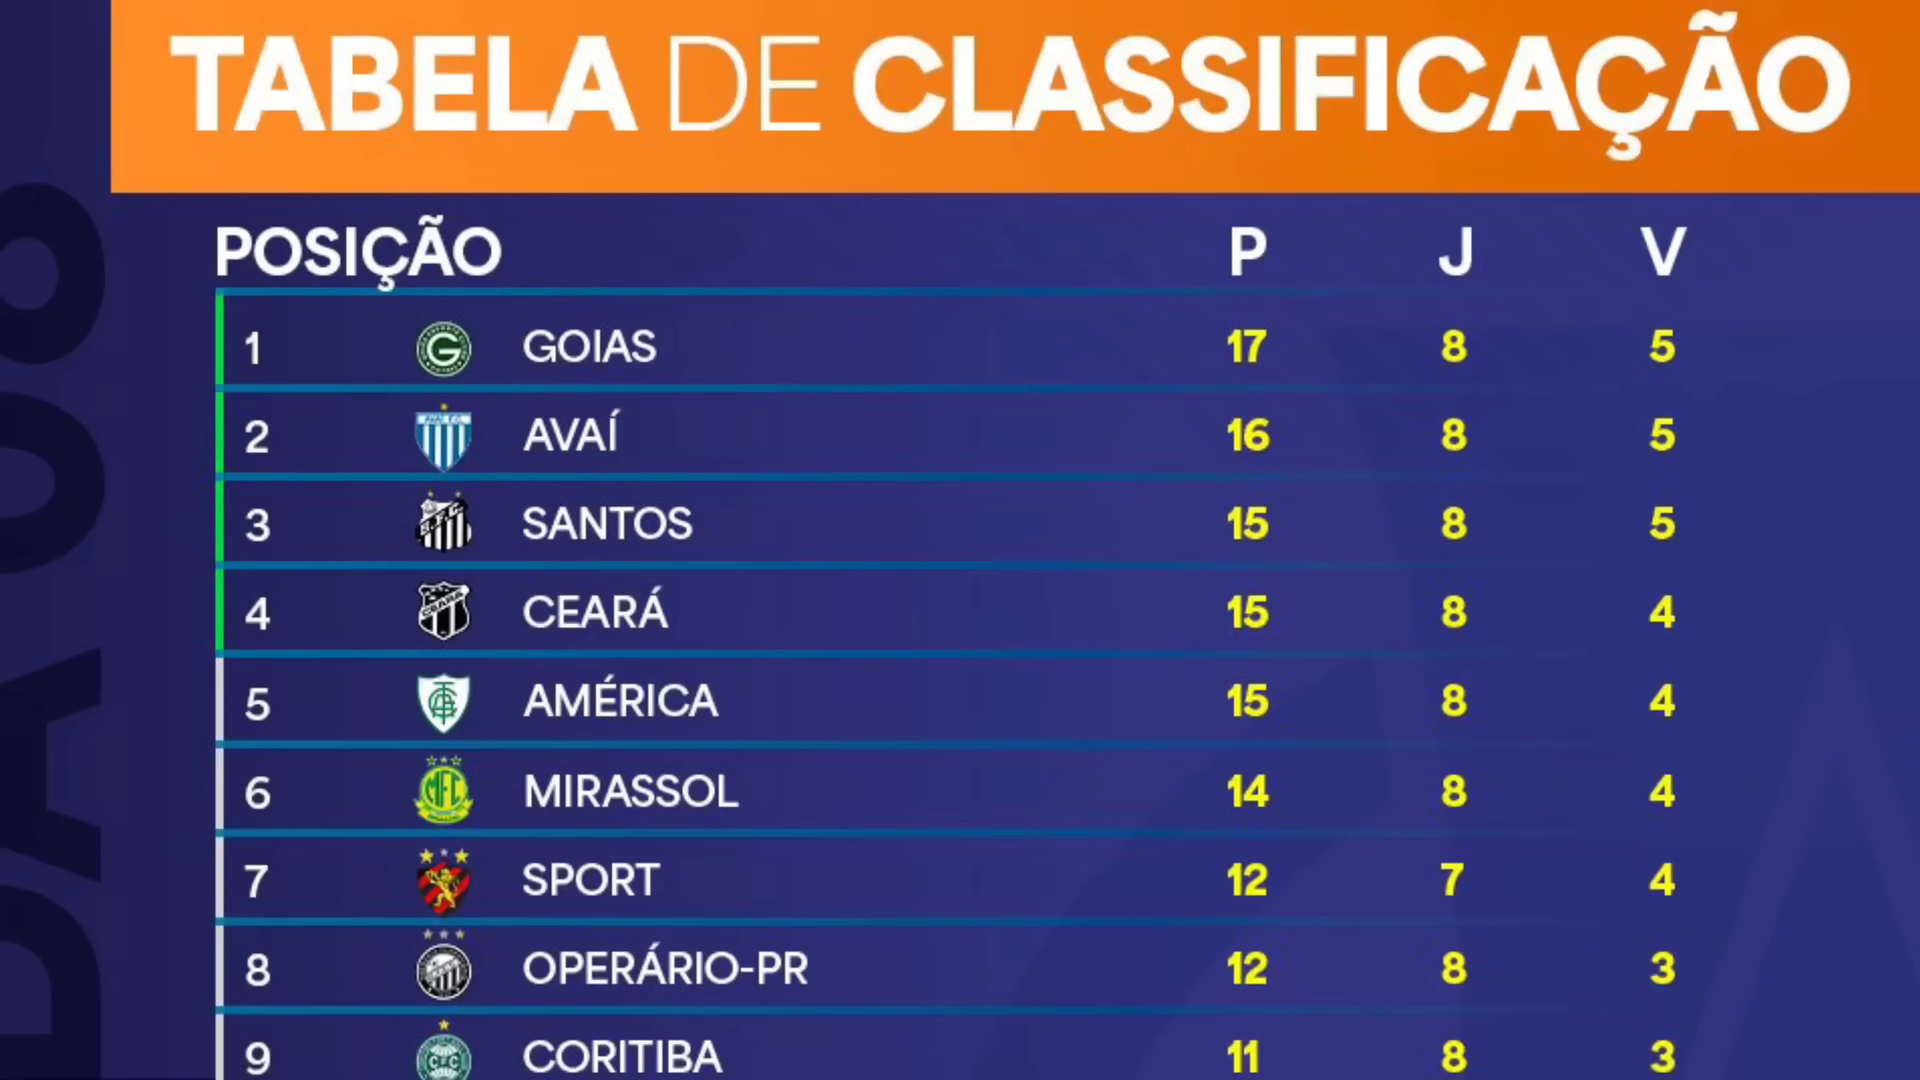 TABELA DE CLASSIFICAÇÃO
POSIÇÃO P J V
1 GOIAS 17 8 5
2 AVAÍ 16 8 5
3 SANTOS 15 8 5
4 CEARÁ 15 8 4
5 AMÉRICA 15 8 4
6 MIRASSOL 14 8 4
7 SPORT 12 7 4
8 OPERÁRIO-PR 12 8 3
9 CORITIBA 11 8 3
DA 08